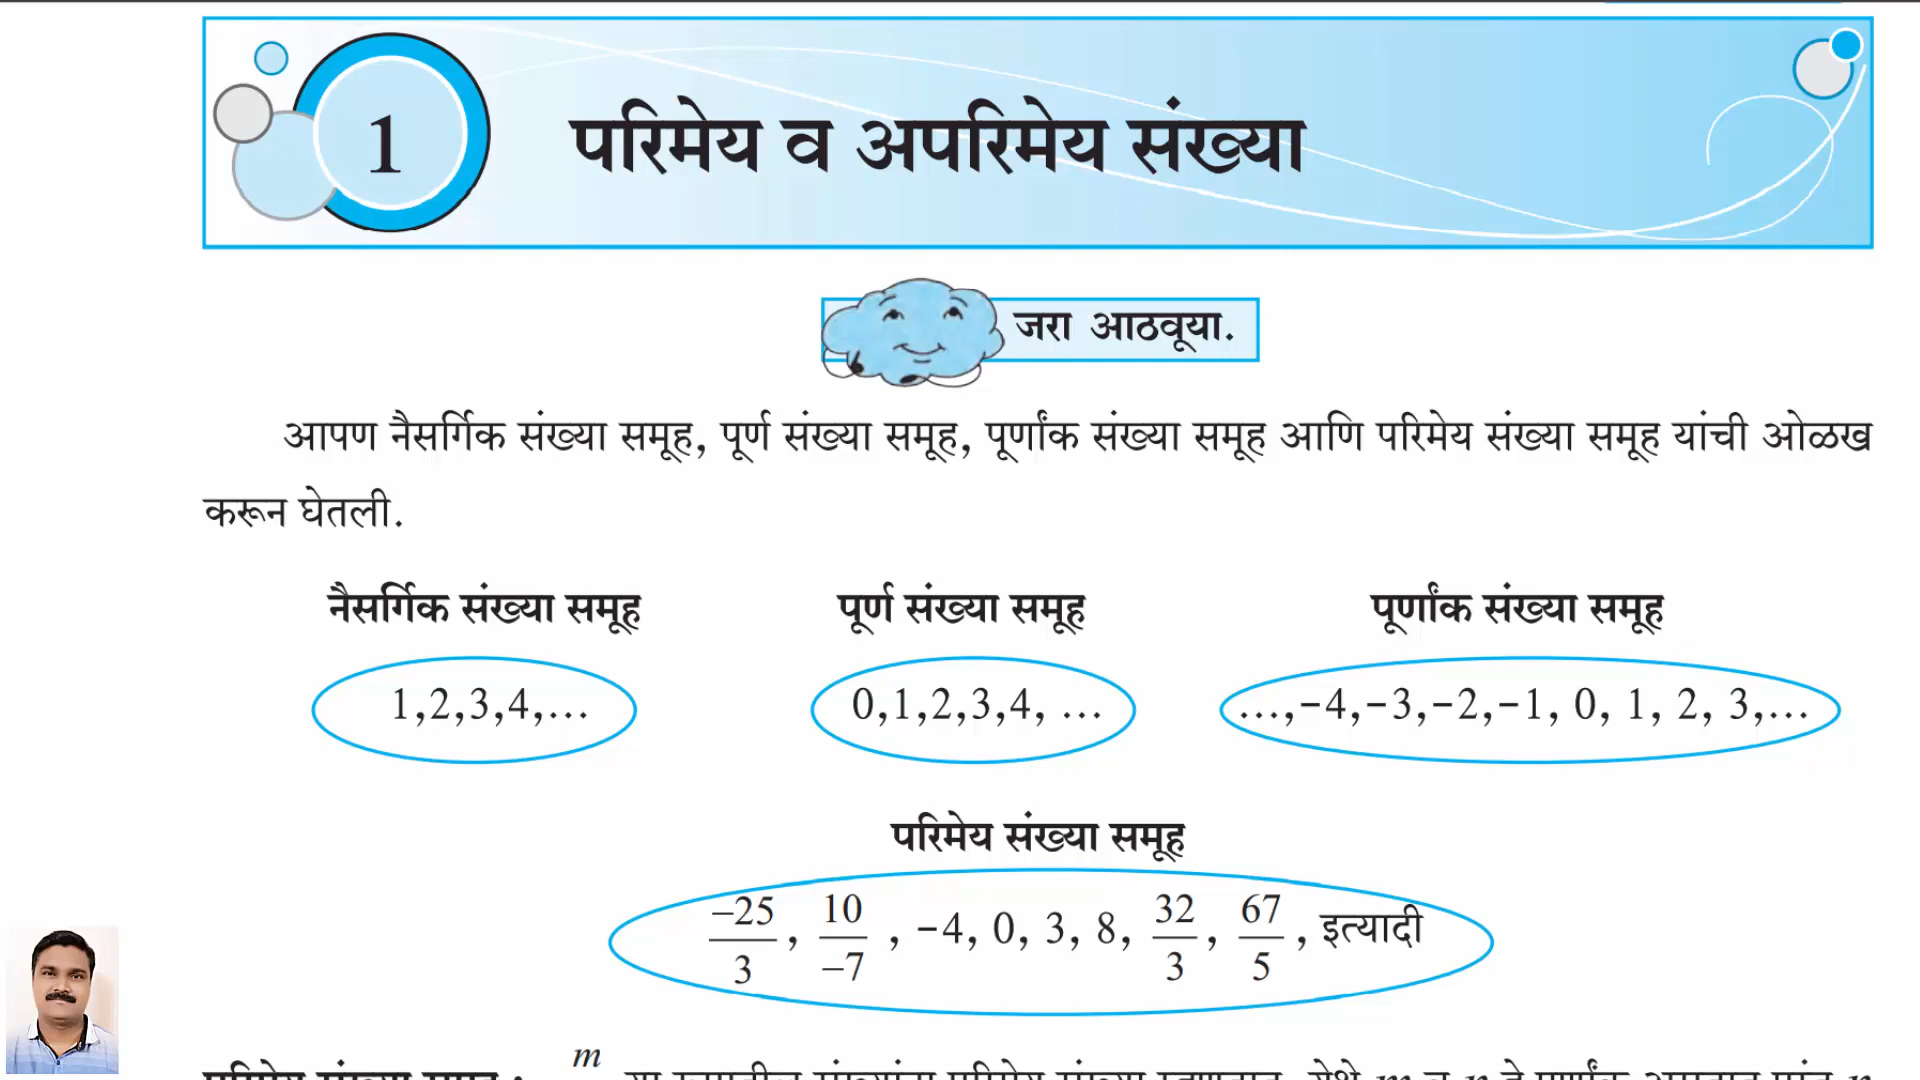 1
परिमेय व अपरिमेय संख्या
जरा आठवूया.
आपण नैसर्गिक संख्या समूह, पूर्ण संख्या समूह, पूर्णांक संख्या समूह आणि परिमेय संख्या समूह यांची ओळख
करून घेतली.
नैसर्गिक संख्या समूह
पूर्ण संख्या समूह
पूर्णांक संख्या समूह
1,2,3,4,...
0,1,2,3,4, ...
...,-4,-3,-2,-1, 0, 1, 2, 3,...
परिमेय संख्या समूह
-25/3, 10/-7, -4, 0, 3, 8, 32/3, 67/5, इत्यादी
m